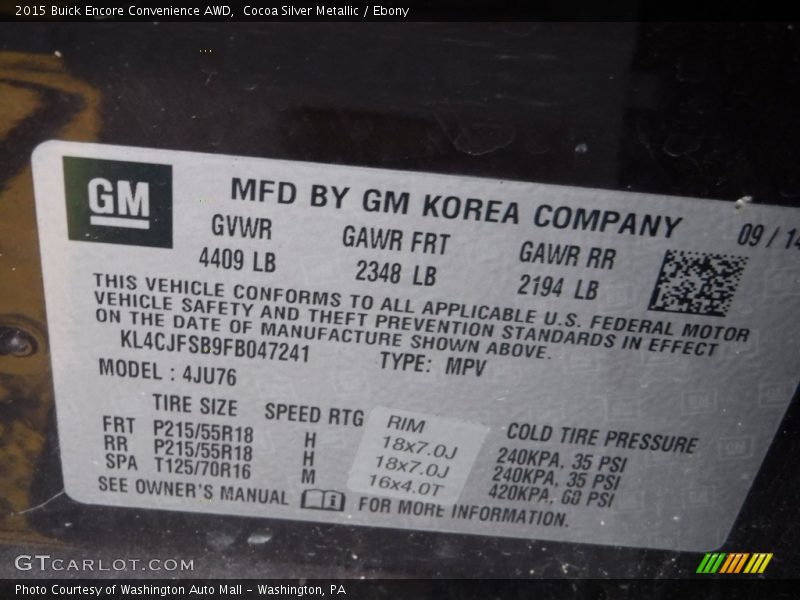 2015 Buick Encore Convenience AWD,  Cocoa Silver Metallic / Ebony
GM
MFD BY GM KOREA COMPANY
09 / 14
GVWR GAWR FRT GAWR RR
4409 LB 2348 LB 2194 LB
THIS VEHICLE CONFORMS TO ALL APPLICABLE U.S. FEDERAL MOTOR
VEHICLE SAFETY AND THEFT PREVENTION STANDARDS IN EFFECT
ON THE DATE OF MANUFACTURE SHOWN ABOVE.
KL4CJFSB9FB047241 TYPE: MPV
MODEL : 4JU76
TIRE SIZE SPEED RTG RIM COLD TIRE PRESSURE
FRT P215/55R18 H 18x7.0J 240KPA, 35 PSI
RR P215/55R18 H 18x7.0J 240KPA, 35 PSI
SPA T125/70R16 M 16x4.0T 420KPA, 60 PSI
SEE OWNER'S MANUAL FOR MORE INFORMATION.
GTCARLOT.COM
Photo Courtesy of Washington Auto Mall - Washington, PA